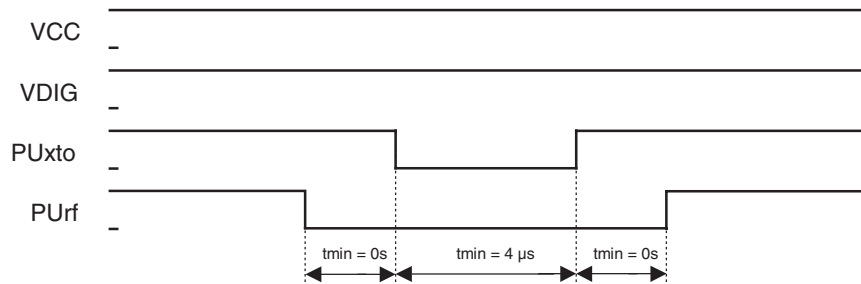 VCC
VDIG
PUxto
PUrf
tmin = 0s tmin = 4 µs tmin = 0s